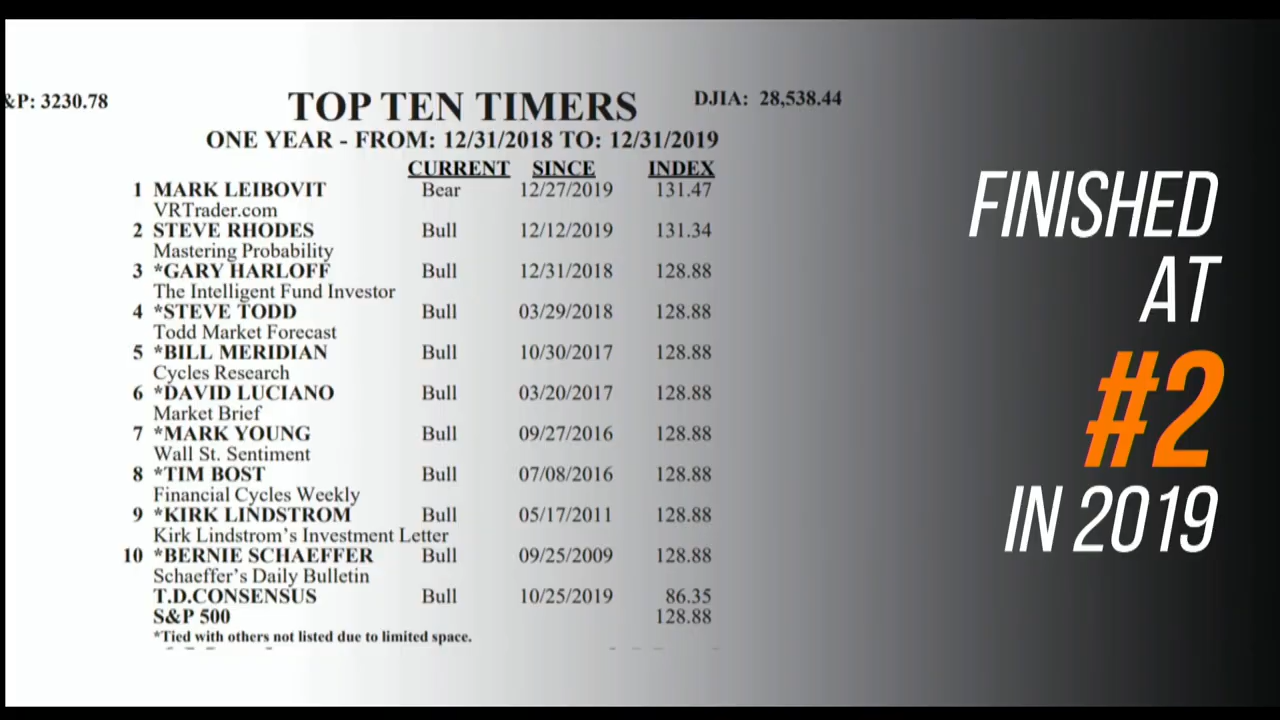 &P: 3230.78
TOP TEN TIMERS
DJIA: 28,538.44
ONE YEAR - FROM: 12/31/2018 TO: 12/31/2019
CURRENT SINCE INDEX
1 MARK LEIBOVIT Bear 12/27/2019 131.47
VRTrader.com
2 STEVE RHODES Bull 12/12/2019 131.34
Mastering Probability
3 *GARY HARLOFF Bull 12/31/2018 128.88
The Intelligent Fund Investor
4 *STEVE TODD Bull 03/29/2018 128.88
Todd Market Forecast
5 *BILL MERIDIAN Bull 10/30/2017 128.88
Cycles Research
6 *DAVID LUCIANO Bull 03/20/2017 128.88
Market Brief
7 *MARK YOUNG Bull 09/27/2016 128.88
Wall St. Sentiment
8 *TIM BOST Bull 07/08/2016 128.88
Financial Cycles Weekly
9 *KIRK LINDSTROM Bull 05/17/2011 128.88
Kirk Lindstrom's Investment Letter
10 *BERNIE SCHAEFFER Bull 09/25/2009 128.88
Schaeffer's Daily Bulletin
T.D.CONSENSUS Bull 10/25/2019 86.35
S&P 500 128.88
*Tied with others not listed due to limited space.
FINISHED
AT
#2
IN 2019